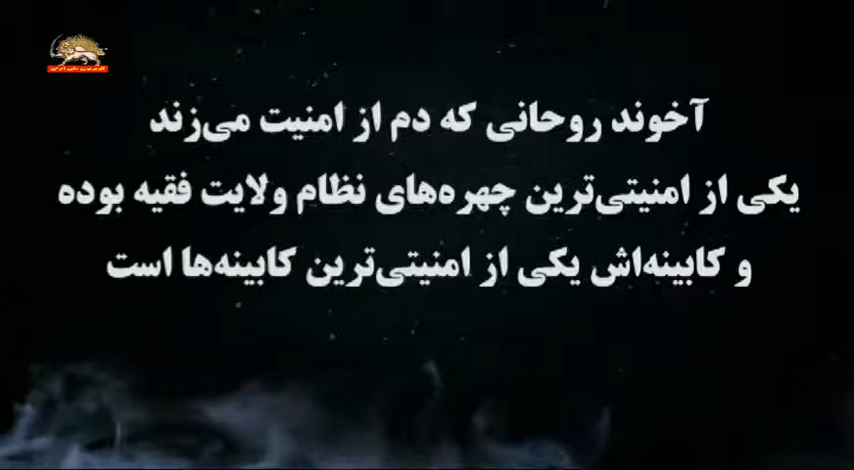 آخوند روحانی که دم از امنیت می‌زند
یکی از امنیتی‌ترین چهره‌های نظام ولایت فقیه بوده
و کابینه‌اش یکی از امنیتی‌ترین کابینه‌ها است